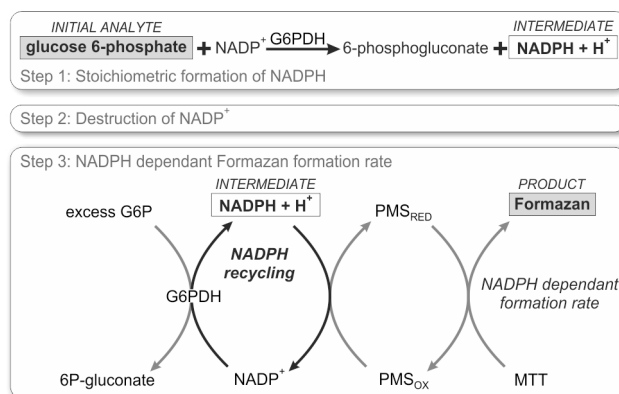 INITIAL ANALYTE
INTERMEDIATE
glucose 6-phosphate + NADP+ G6PDH 6-phosphogluconate + NADPH + H+
Step 1: Stoichiometric formation of NADPH
Step 2: Destruction of NADP+
Step 3: NADPH dependant Formazan formation rate
INTERMEDIATE
PRODUCT
excess G6P
NADPH + H+
PMSRED
Formazan
NADPH
recycling
G6PDH
NADPH dependant
formation rate
6P-gluconate
NADP+
PMSOX
MTT